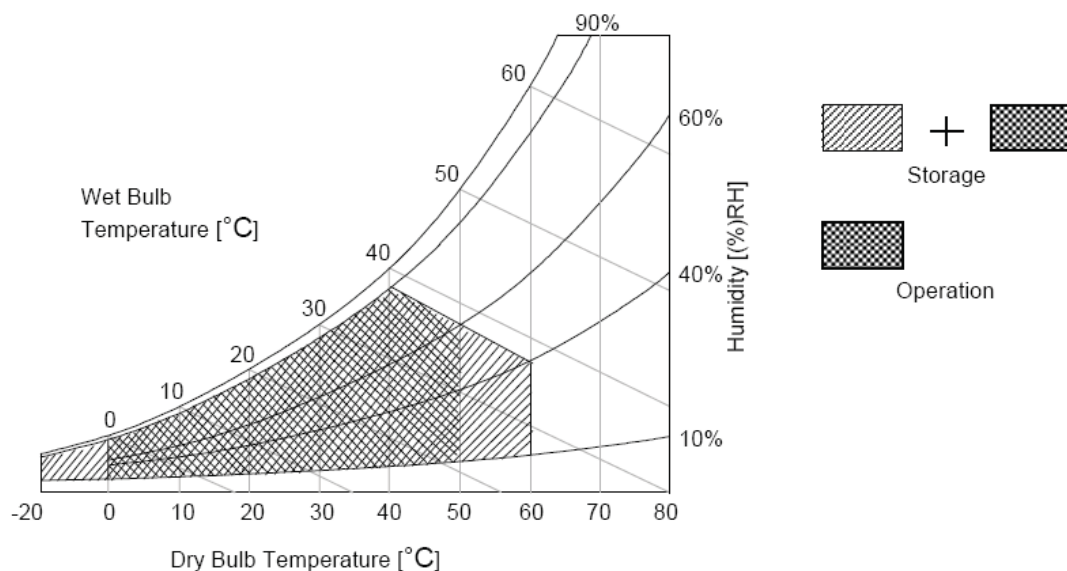 90%
60
60%
50
Storage
Wet Bulb
Temperature [°C]
40
40%
Humidity [(%)RH]
Operation
30
20
10
0
10%
-20 0 10 20 30 40 50 60 70 80
Dry Bulb Temperature [°C]